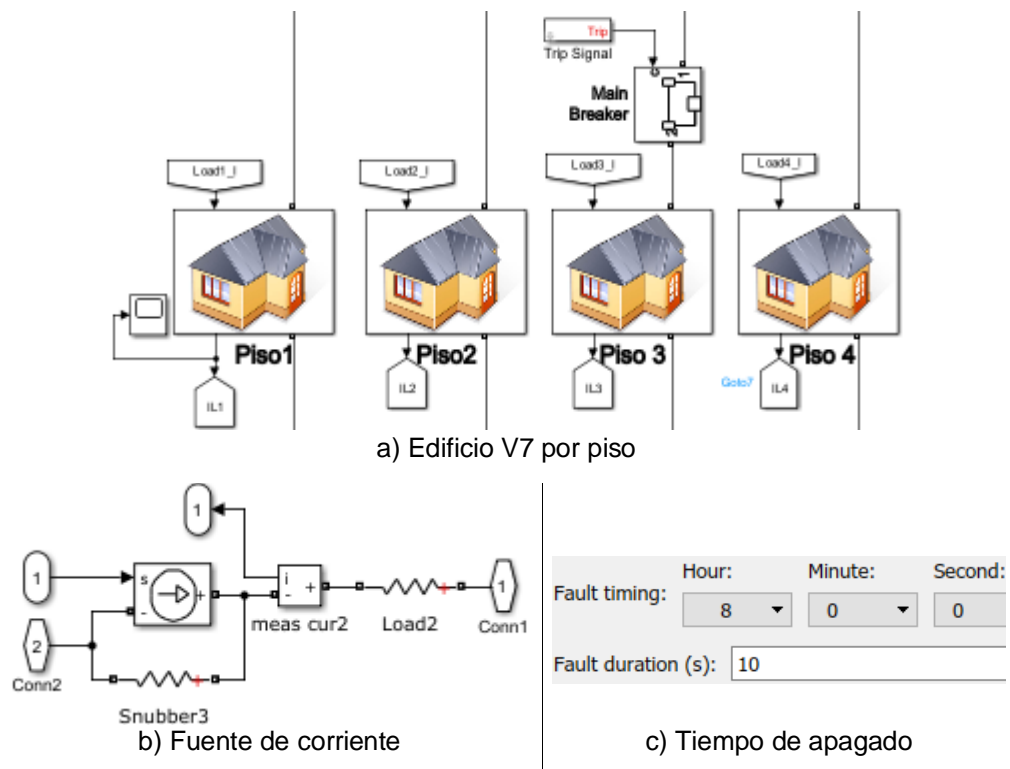 Trip
Trip Signal
1
Main
Breaker
2
Load1_I
Load2_I
Load3_I
Load4_I
Piso1
Piso2
Piso 3
Piso 4
IL1
IL2
IL3
Goto7
IL4
a) Edificio V7 por piso
1
1
s
+
-
i
-
+
1
meas cur2
Load2
Conn1
2
Conn2
Snubber3
b) Fuente de corriente
Hour:
Minute:
Second:
Fault timing:
8
0
0
Fault duration (s):
10
c) Tiempo de apagado